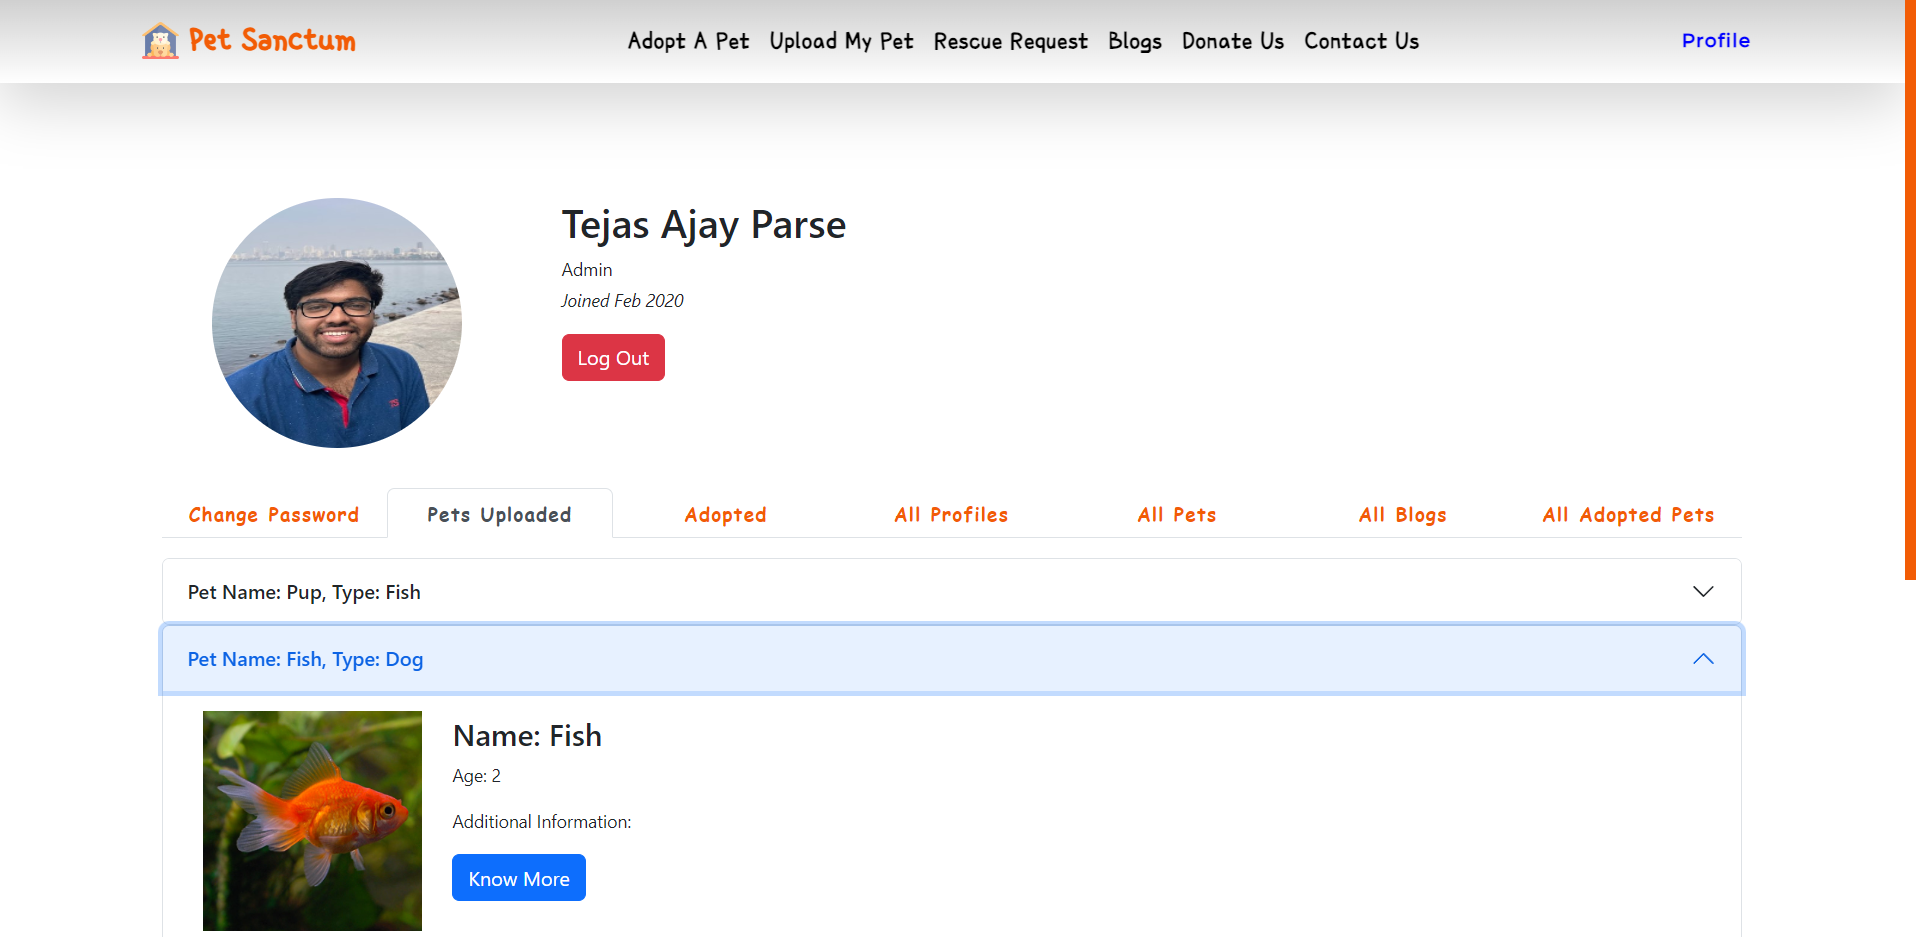 Pet Sanctum
Adopt A Pet Upload My Pet Rescue Request Blogs Donate Us Contact Us
Profile
Tejas Ajay Parse
Admin
Joined Feb 2020
Log Out
Change Password Pets Uploaded Adopted All Profiles All Pets All Blogs All Adopted Pets
Pet Name: Pup, Type: Fish
Pet Name: Fish, Type: Dog
Name: Fish
Age: 2
Additional Information:
Know More